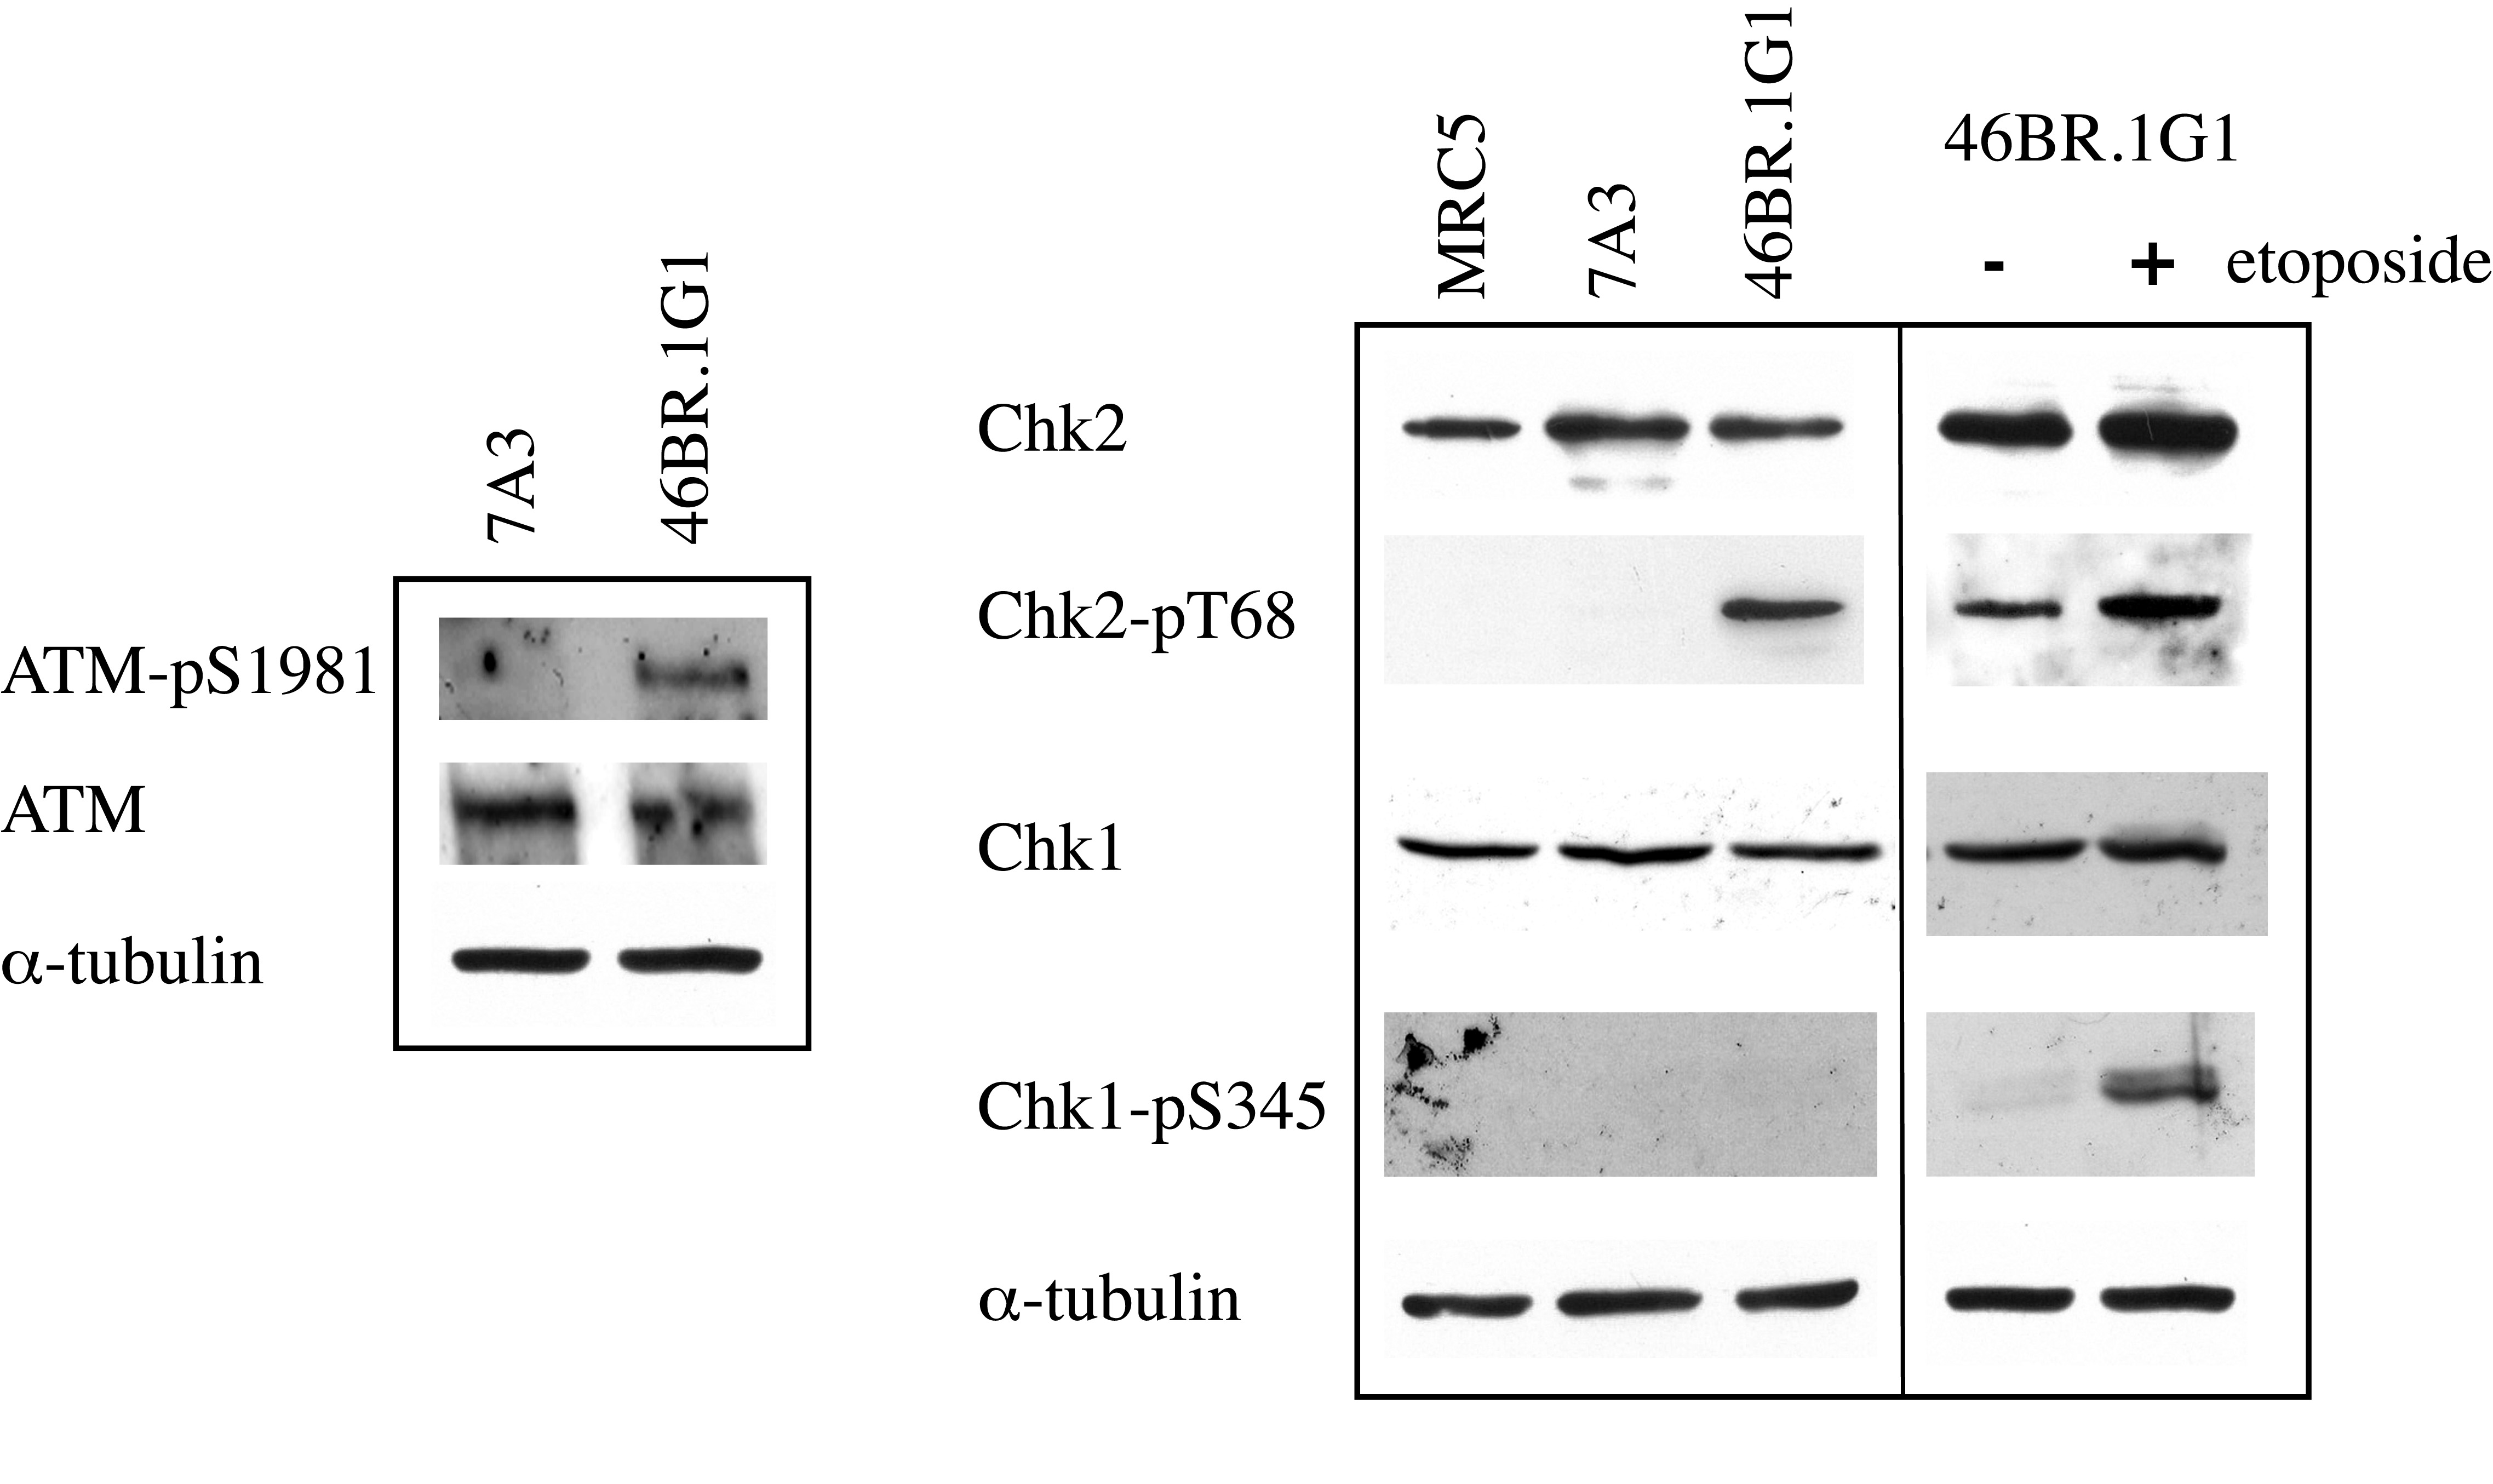 7A3
46BR.1G1
ATM-pS1981
ATM
α-tubulin
MRC5
7A3
46BR.1G1
46BR.1G1
- + etoposide
Chk2
Chk2-pT68
Chk1
Chk1-pS345
α-tubulin